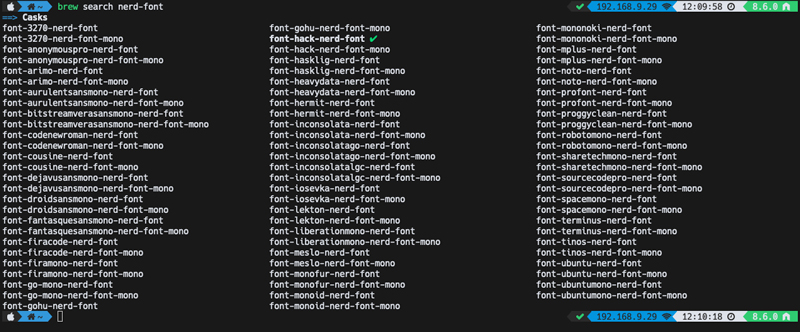 ~ brew search nerd-font 192.168.9.29 12:09:58 8.6.0
==> Casks
font-3270-nerd-font font-gohu-nerd-font-mono font-mononoki-nerd-font
font-3270-nerd-font-mono font-hack-nerd-font ✔ font-mononoki-nerd-font-mono
font-anonymouspro-nerd-font font-hack-nerd-font-mono font-mplus-nerd-font
font-anonymouspro-nerd-font-mono font-hasklig-nerd-font font-mplus-nerd-font-mono
font-arimo-nerd-font font-hasklig-nerd-font-mono font-noto-nerd-font
font-arimo-nerd-font-mono font-heavydata-nerd-font font-noto-nerd-font-mono
font-aurulentsansmono-nerd-font font-heavydata-nerd-font-mono font-profont-nerd-font
font-aurulentsansmono-nerd-font-mono font-hermit-nerd-font font-profont-nerd-font-mono
font-bitstreamverasansmono-nerd-font font-hermit-nerd-font-mono font-proggyclean-nerd-font
font-bitstreamverasansmono-nerd-font-mono font-inconsolata-nerd-font font-proggyclean-nerd-font-mono
font-codenewroman-nerd-font font-inconsolata-nerd-font-mono font-robotomono-nerd-font
font-codenewroman-nerd-font-mono font-inconsolatago-nerd-font font-robotomono-nerd-font-mono
font-cousine-nerd-font font-inconsolatago-nerd-font-mono font-sharetechmono-nerd-font
font-cousine-nerd-font-mono font-inconsolatalgc-nerd-font font-sharetechmono-nerd-font-mono
font-dejavusansmono-nerd-font font-inconsolatalgc-nerd-font-mono font-sourcecodepro-nerd-font
font-dejavusansmono-nerd-font-mono font-iosevka-nerd-font font-sourcecodepro-nerd-font-mono
font-droidsansmono-nerd-font font-iosevka-nerd-font-mono font-spacemono-nerd-font
font-droidsansmono-nerd-font-mono font-lekton-nerd-font font-spacemono-nerd-font-mono
font-fantasquesansmono-nerd-font font-lekton-nerd-font-mono font-terminus-nerd-font
font-fantasquesansmono-nerd-font-mono font-liberationmono-nerd-font font-terminus-nerd-font-mono
font-firacode-nerd-font font-liberationmono-nerd-font-mono font-tinos-nerd-font
font-firacode-nerd-font-mono font-meslo-nerd-font font-tinos-nerd-font-mono
font-firamono-nerd-font font-meslo-nerd-font-mono font-ubuntu-nerd-font
font-firamono-nerd-font-mono font-monofur-nerd-font font-ubuntu-nerd-font-mono
font-go-mono-nerd-font font-monofur-nerd-font-mono font-ubuntumono-nerd-font
font-go-mono-nerd-font-mono font-monoid-nerd-font font-ubuntumono-nerd-font-mono
font-gohu-nerd-font font-monoid-nerd-font-mono
~ 192.168.9.29 12:10:18 8.6.0